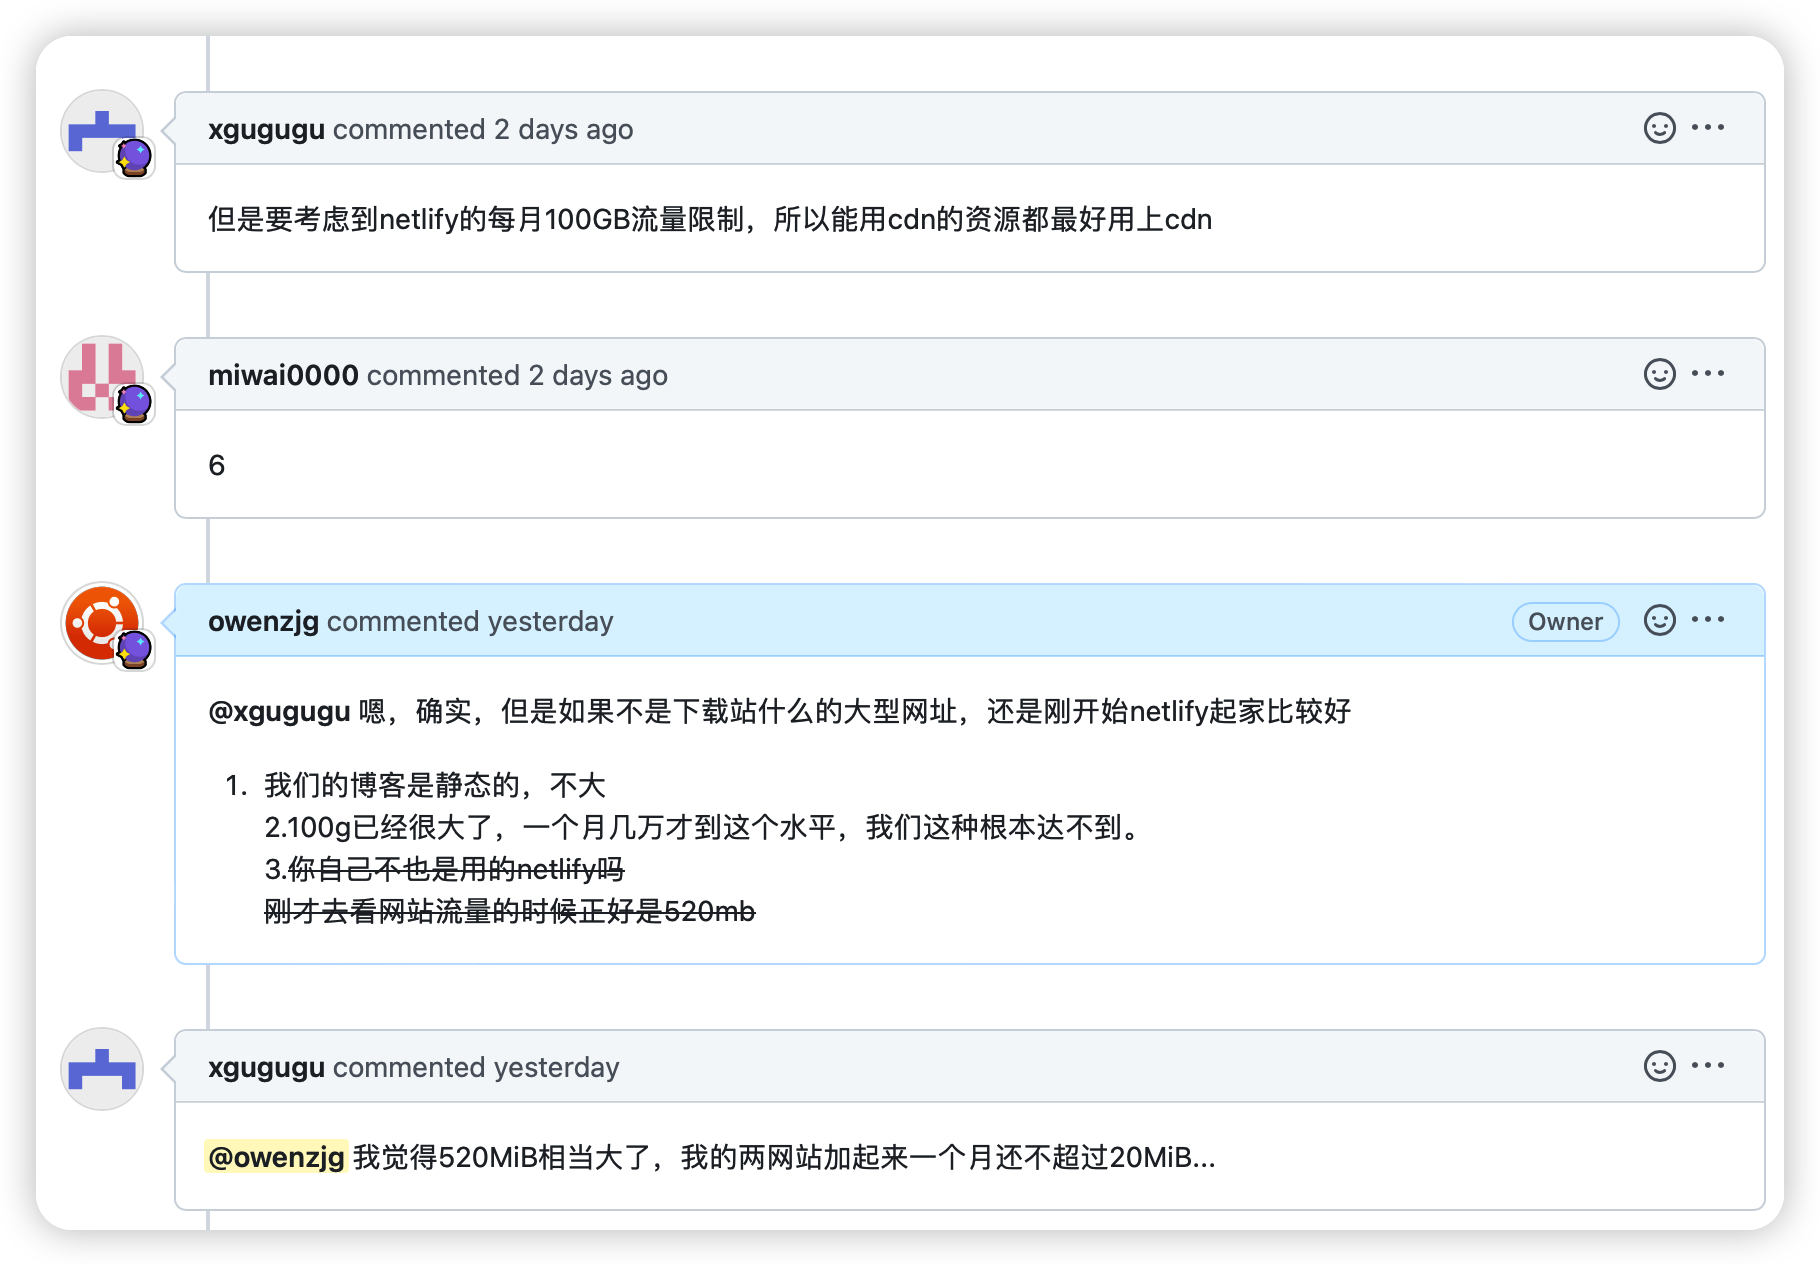 xgugugu commented 2 days ago
但是要考虑到netlify的每月100GB流量限制，所以能用cdn的资源都最好用上cdn
miwai0000 commented 2 days ago
6
owenzjg commented yesterday Owner
@xgugugu 嗯，确实，但是如果不是下载站什么的大型网址，还是刚开始netlify起家比较好
1. 我们的博客是静态的，不大
2.100g已经很大了，一个月几万才到这个水平，我们这种根本达不到。
3.你自己不也是用的netlify吗
刚才去看网站流量的时候正好是520mb
xgugugu commented yesterday
@owenzjg 我觉得520MiB相当大了，我的两网站加起来一个月还不超过20MiB...